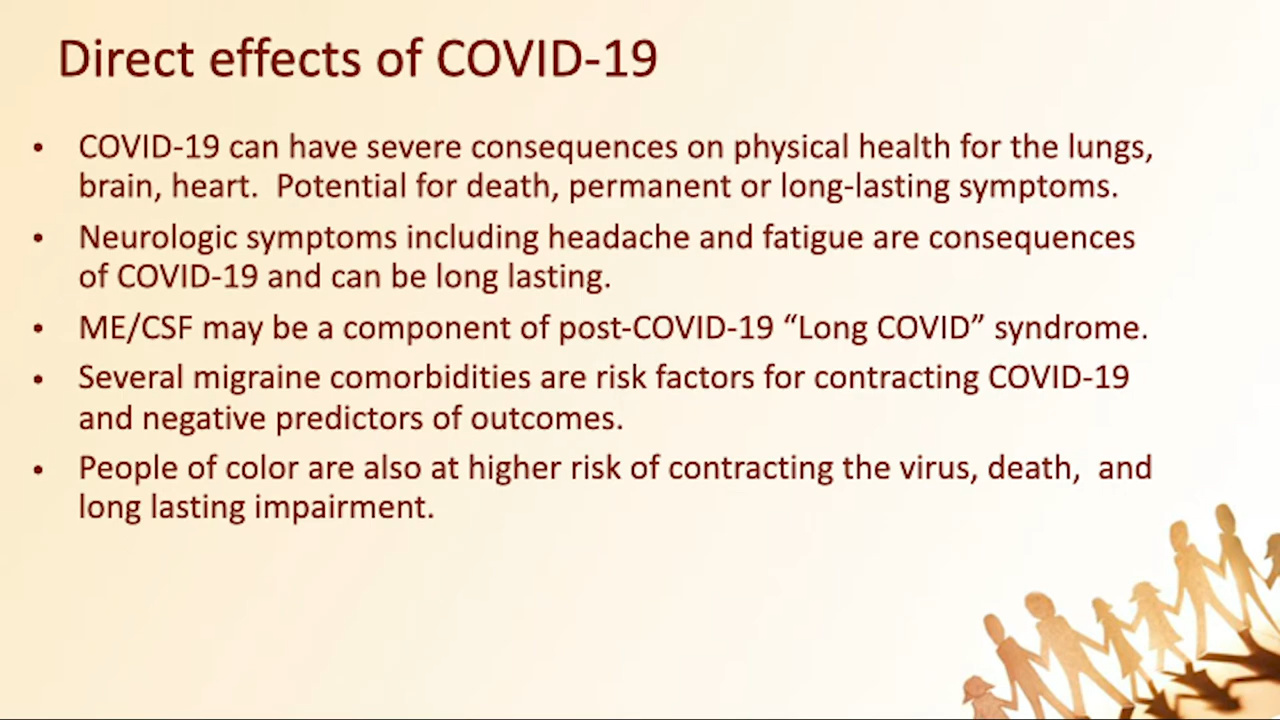 Direct effects of COVID-19
• COVID-19 can have severe consequences on physical health for the lungs,
brain, heart.  Potential for death, permanent or long-lasting symptoms.
• Neurologic symptoms including headache and fatigue are consequences
of COVID-19 and can be long lasting.
• ME/CSF may be a component of post-COVID-19 “Long COVID” syndrome.
• Several migraine comorbidities are risk factors for contracting COVID-19
and negative predictors of outcomes.
• People of color are also at higher risk of contracting the virus, death,  and
long lasting impairment.